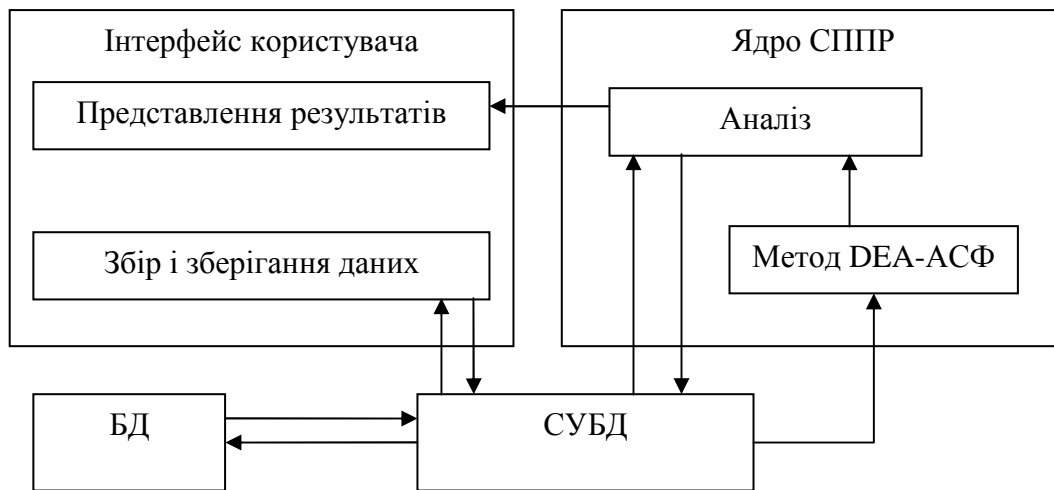 Інтерфейс користувача
Представлення результатів
Збір і зберігання даних
Ядро СППР
Аналіз
Метод DEA-АСФ
БД
СУБД